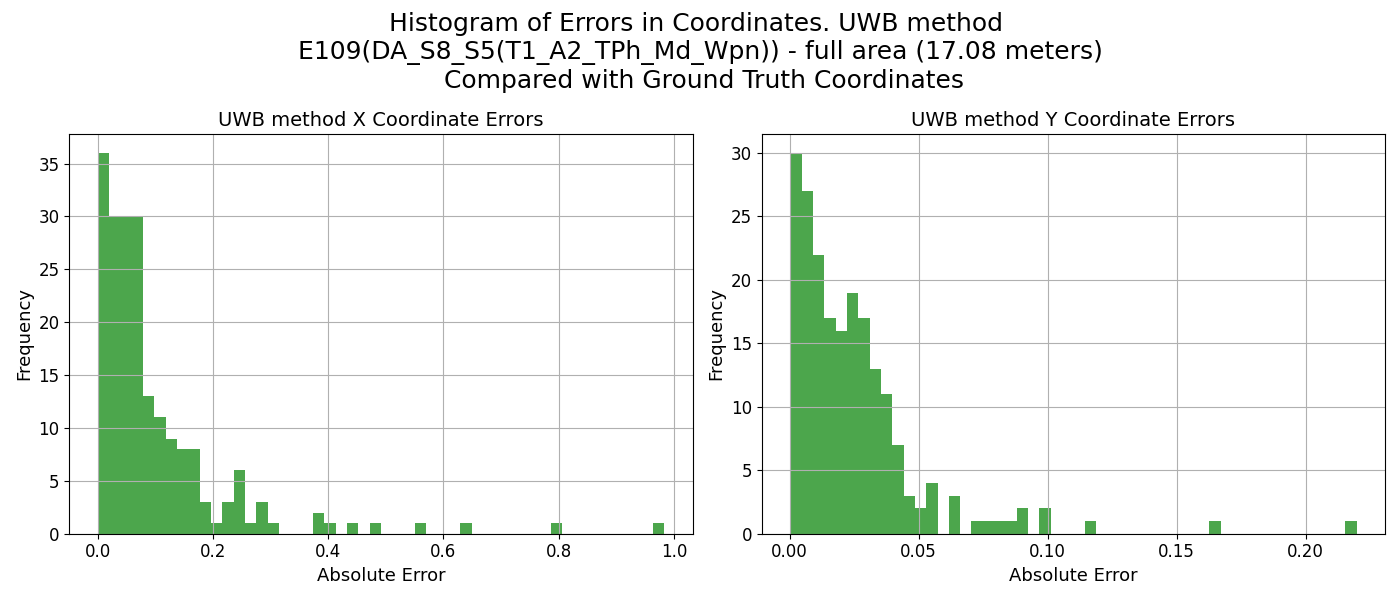 Histogram of Errors in Coordinates. UWB method
E109(DA_S8_S5(T1_A2_TPh_Md_Wpn)) - full area (17.08 meters)
Compared with Ground Truth Coordinates
UWB method X Coordinate Errors
35
30
25
20
15
10
5
0
Frequency
0.0 0.2 0.4 0.6 0.8 1.0
Absolute Error
UWB method Y Coordinate Errors
30
25
20
15
10
5
0
Frequency
0.00 0.05 0.10 0.15 0.20
Absolute Error